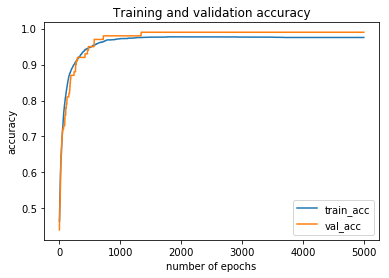 Training and validation accuracy
accuracy
1.0
0.9
0.8
0.7
0.6
0.5
0
1000
2000
3000
4000
5000
number of epochs
train_acc
val_acc